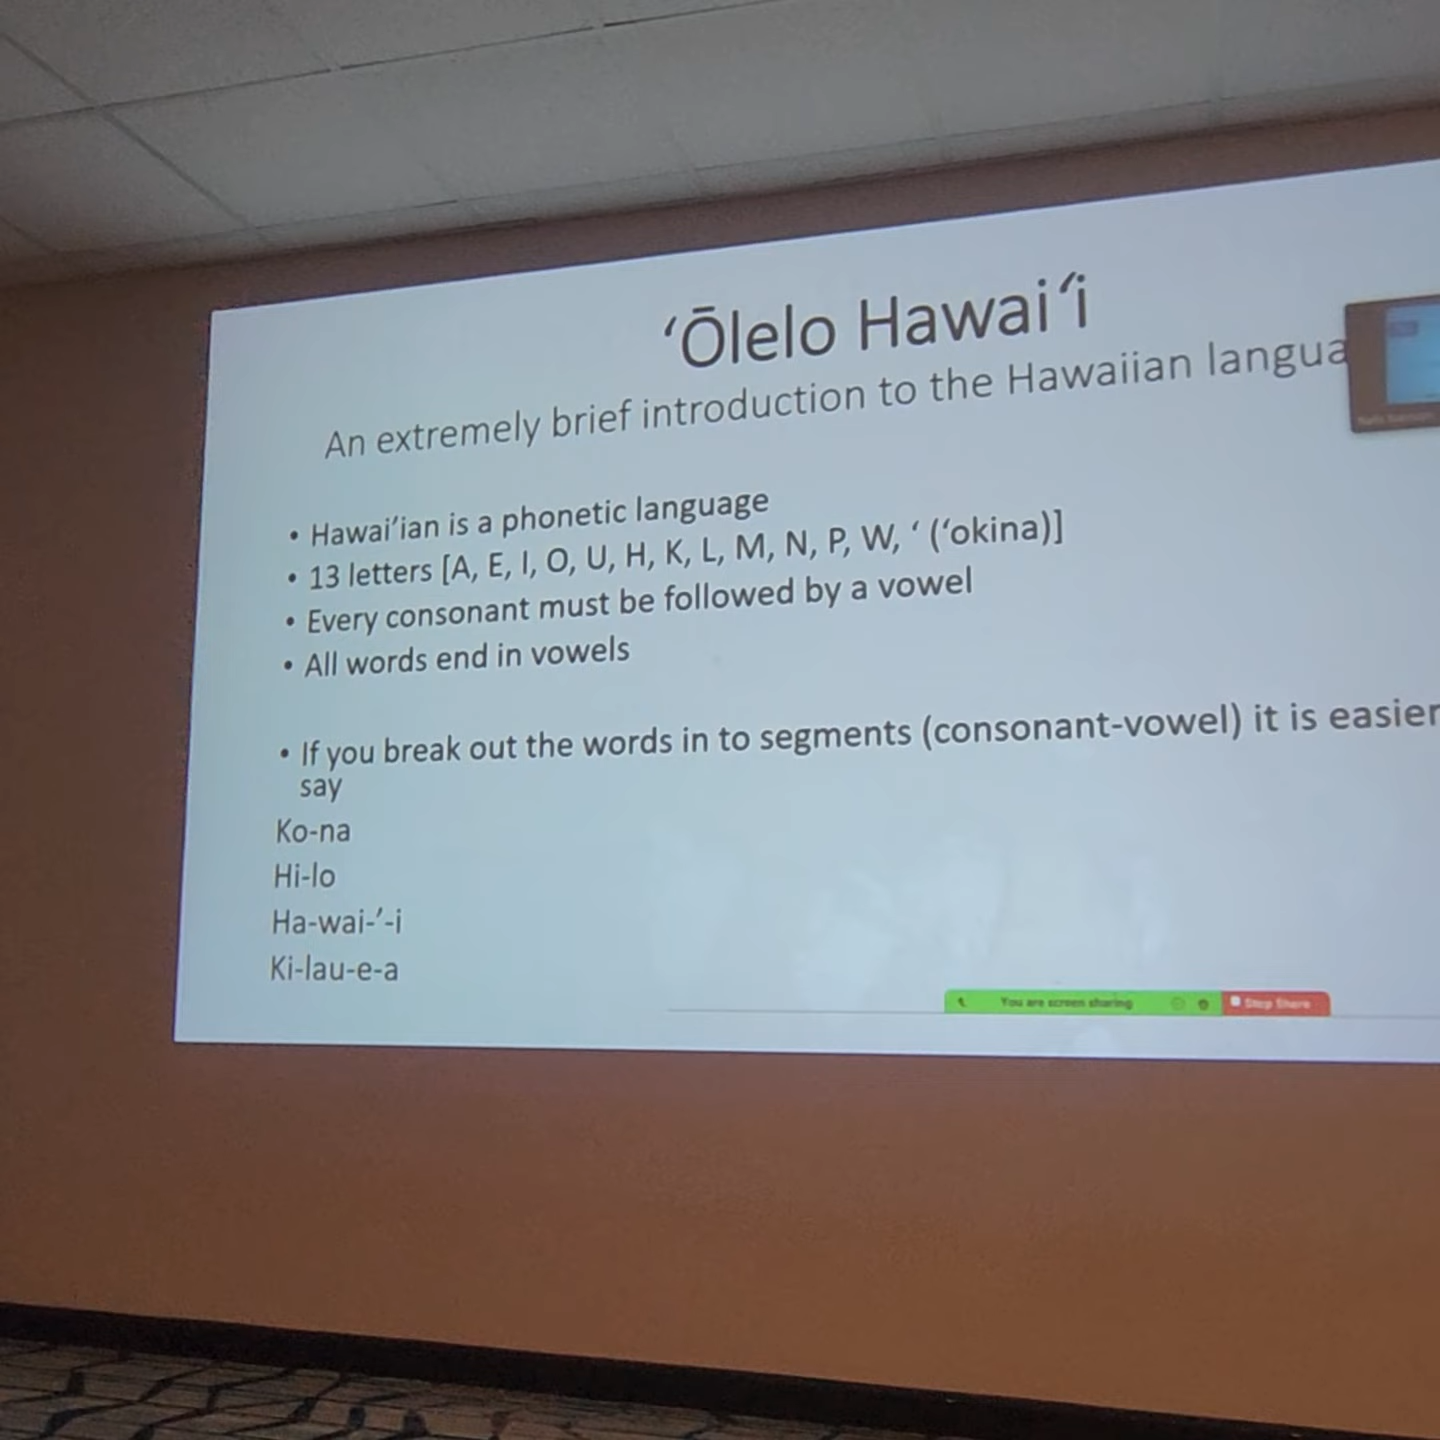 ʻŌlelo Hawaiʻi
An extremely brief introduction to the Hawaiian langua
• Hawai'ian is a phonetic language
• 13 letters [A, E, I, O, U, H, K, L, M, N, P, W, ‘ (‘okina)]
• Every consonant must be followed by a vowel
• All words end in vowels
• If you break out the words in to segments (consonant-vowel) it is easier
say
Ko-na
Hi-lo
Ha-wai-'-i
Ki-lau-e-a
You are screen sharing Stop Share